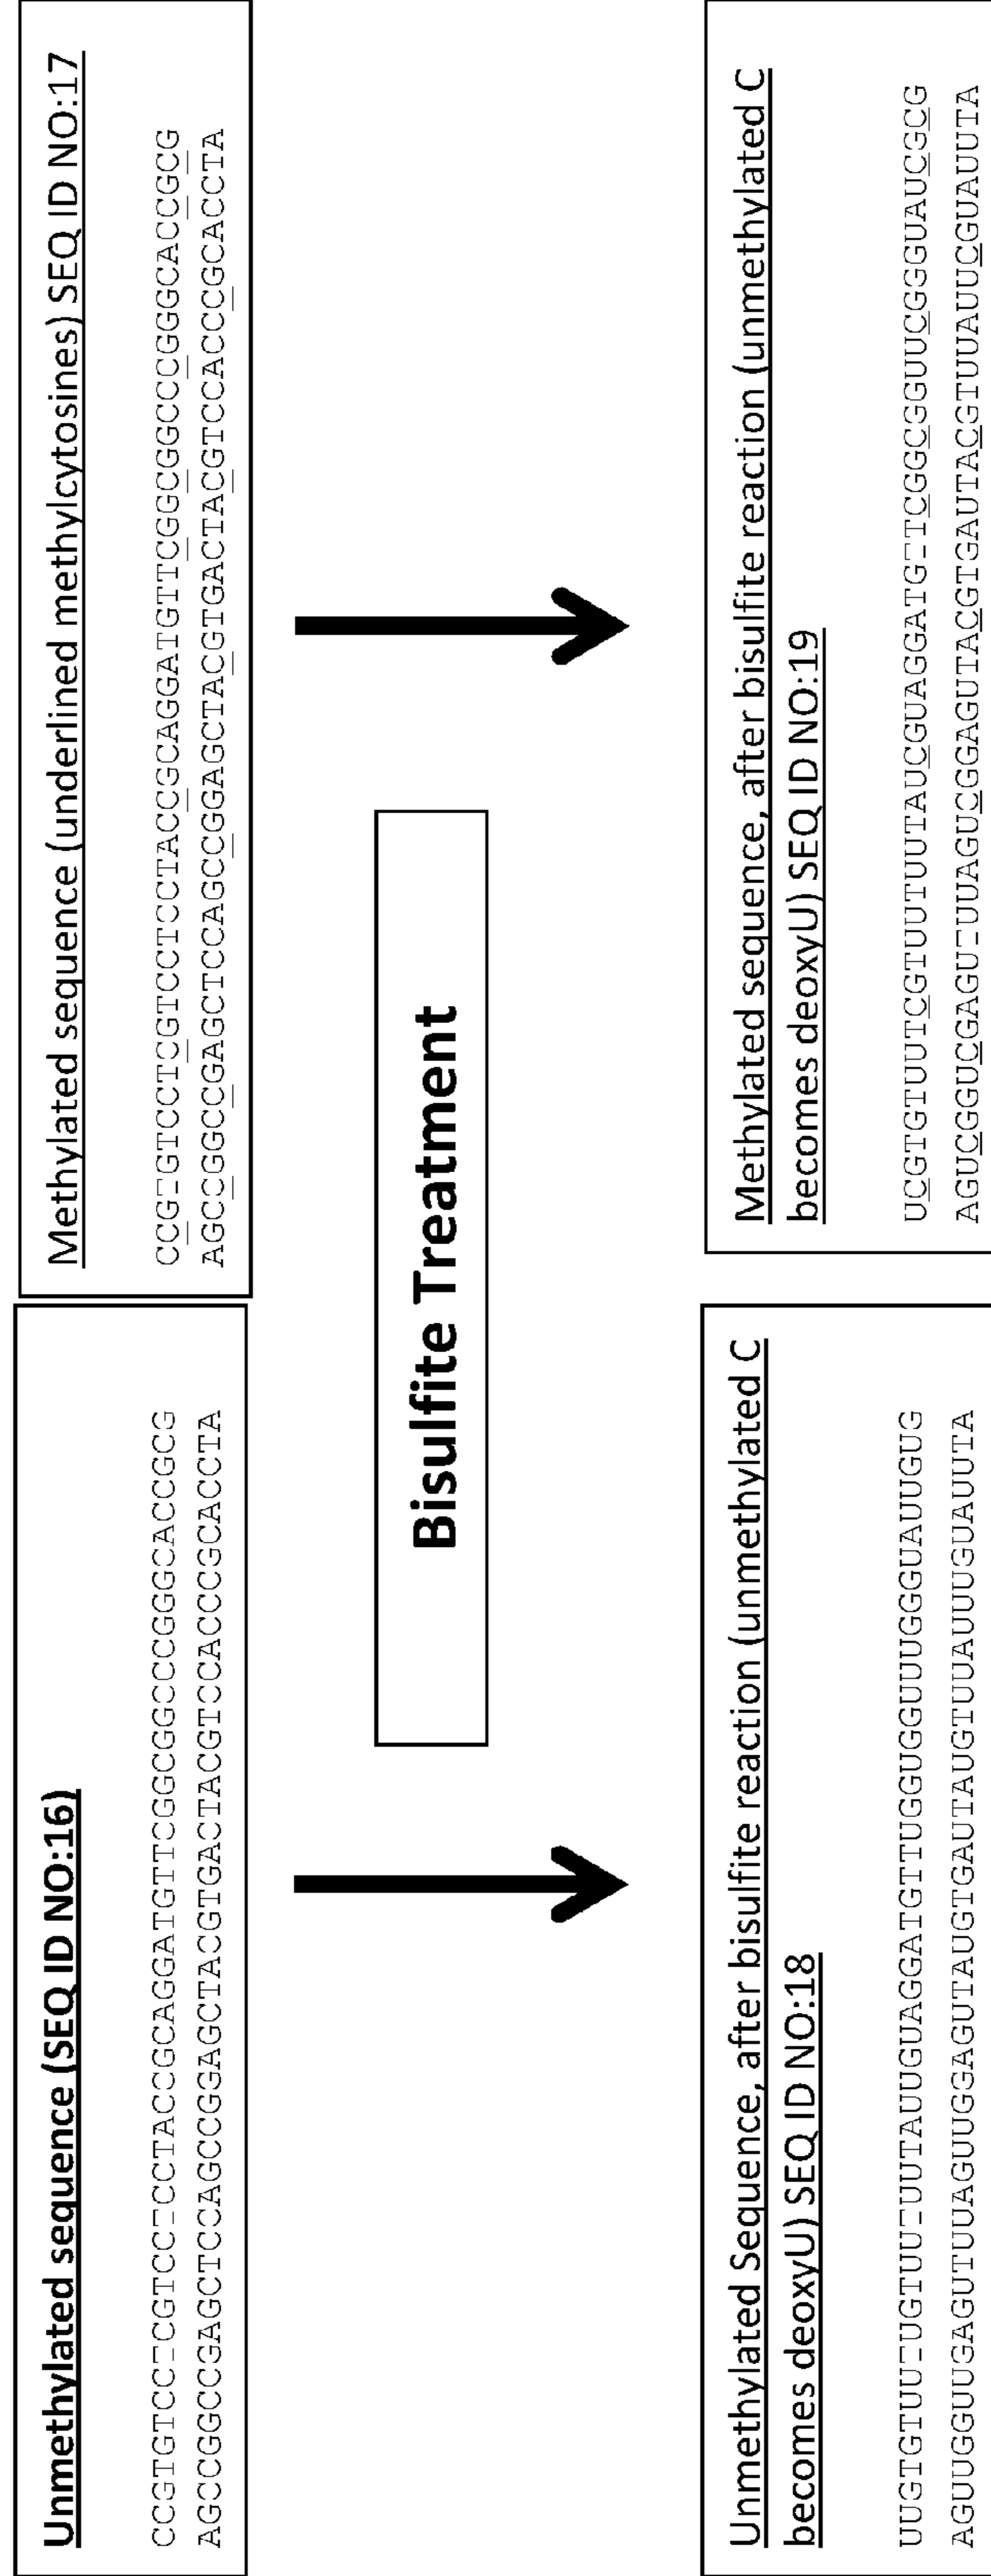 Unmethylated sequence (SEQ ID NO:16)
CCGTGTCCTCGTCCTCCTACCGCAGGATGTTCGGCGGCCCGGGCACCGCG
AGCCGGCCGAGCTCCAGCCGGAGCTACGTGACTACGTCCACCCGCACCTA
Methylated sequence (underlined methylcytosines) SEQ ID NO:17
CCGTGTCCTCGTCCTCCTACCGCAGGATGTTCGGCGGCCCGGGCACCGCG
AGCCGGCCGAGCTCCAGCCGGAGCTACGTGACTACGTCCACCCGCACCTA
Bisulfite Treatment
Unmethylated Sequence, after bisulfite reaction (unmethylated C
becomes deoxyU) SEQ ID NO:18
UUGTGTUUTUGTUUTUUTAUUGUAGGATGTTUGGUGGUUUGGGUAUUGUG
AGUUGGUUGAGUTUUAGUUGGAGUTAUGTGAUTAUGTUUAUUUGUAUUTA
Methylated sequence, after bisulfite reaction (unmethylated C
becomes deoxyU) SEQ ID NO:19
UCGTGTUUTCGTUUTUUTAUCGUAGGATGTTCGGCGGUUCGGGUAUCGCG
AGUCGGUCGAGUTUUAGUCGGAGUTACGTGAUTACGTUUAUUCGUAUUTA